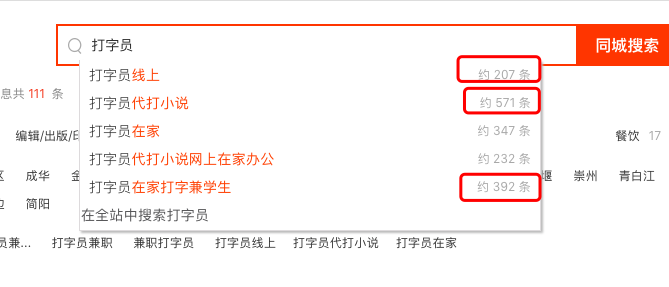 打字员 同城搜索
打字员线上 约 207 条
息共 111 条
打字员代打小说 约 571 条
打字员在家 约 347 条
编辑/出版/印 餐饮 17
打字员代打小说网上在家办公 约 232 条
区 成华 金 堰 崇州 青白江
打字员在家打字兼学生 约 392 条
边 简阳
在全站中搜索打字员
员兼... 打字员兼职 兼职打字员 打字员线上 打字员代打小说 打字员在家